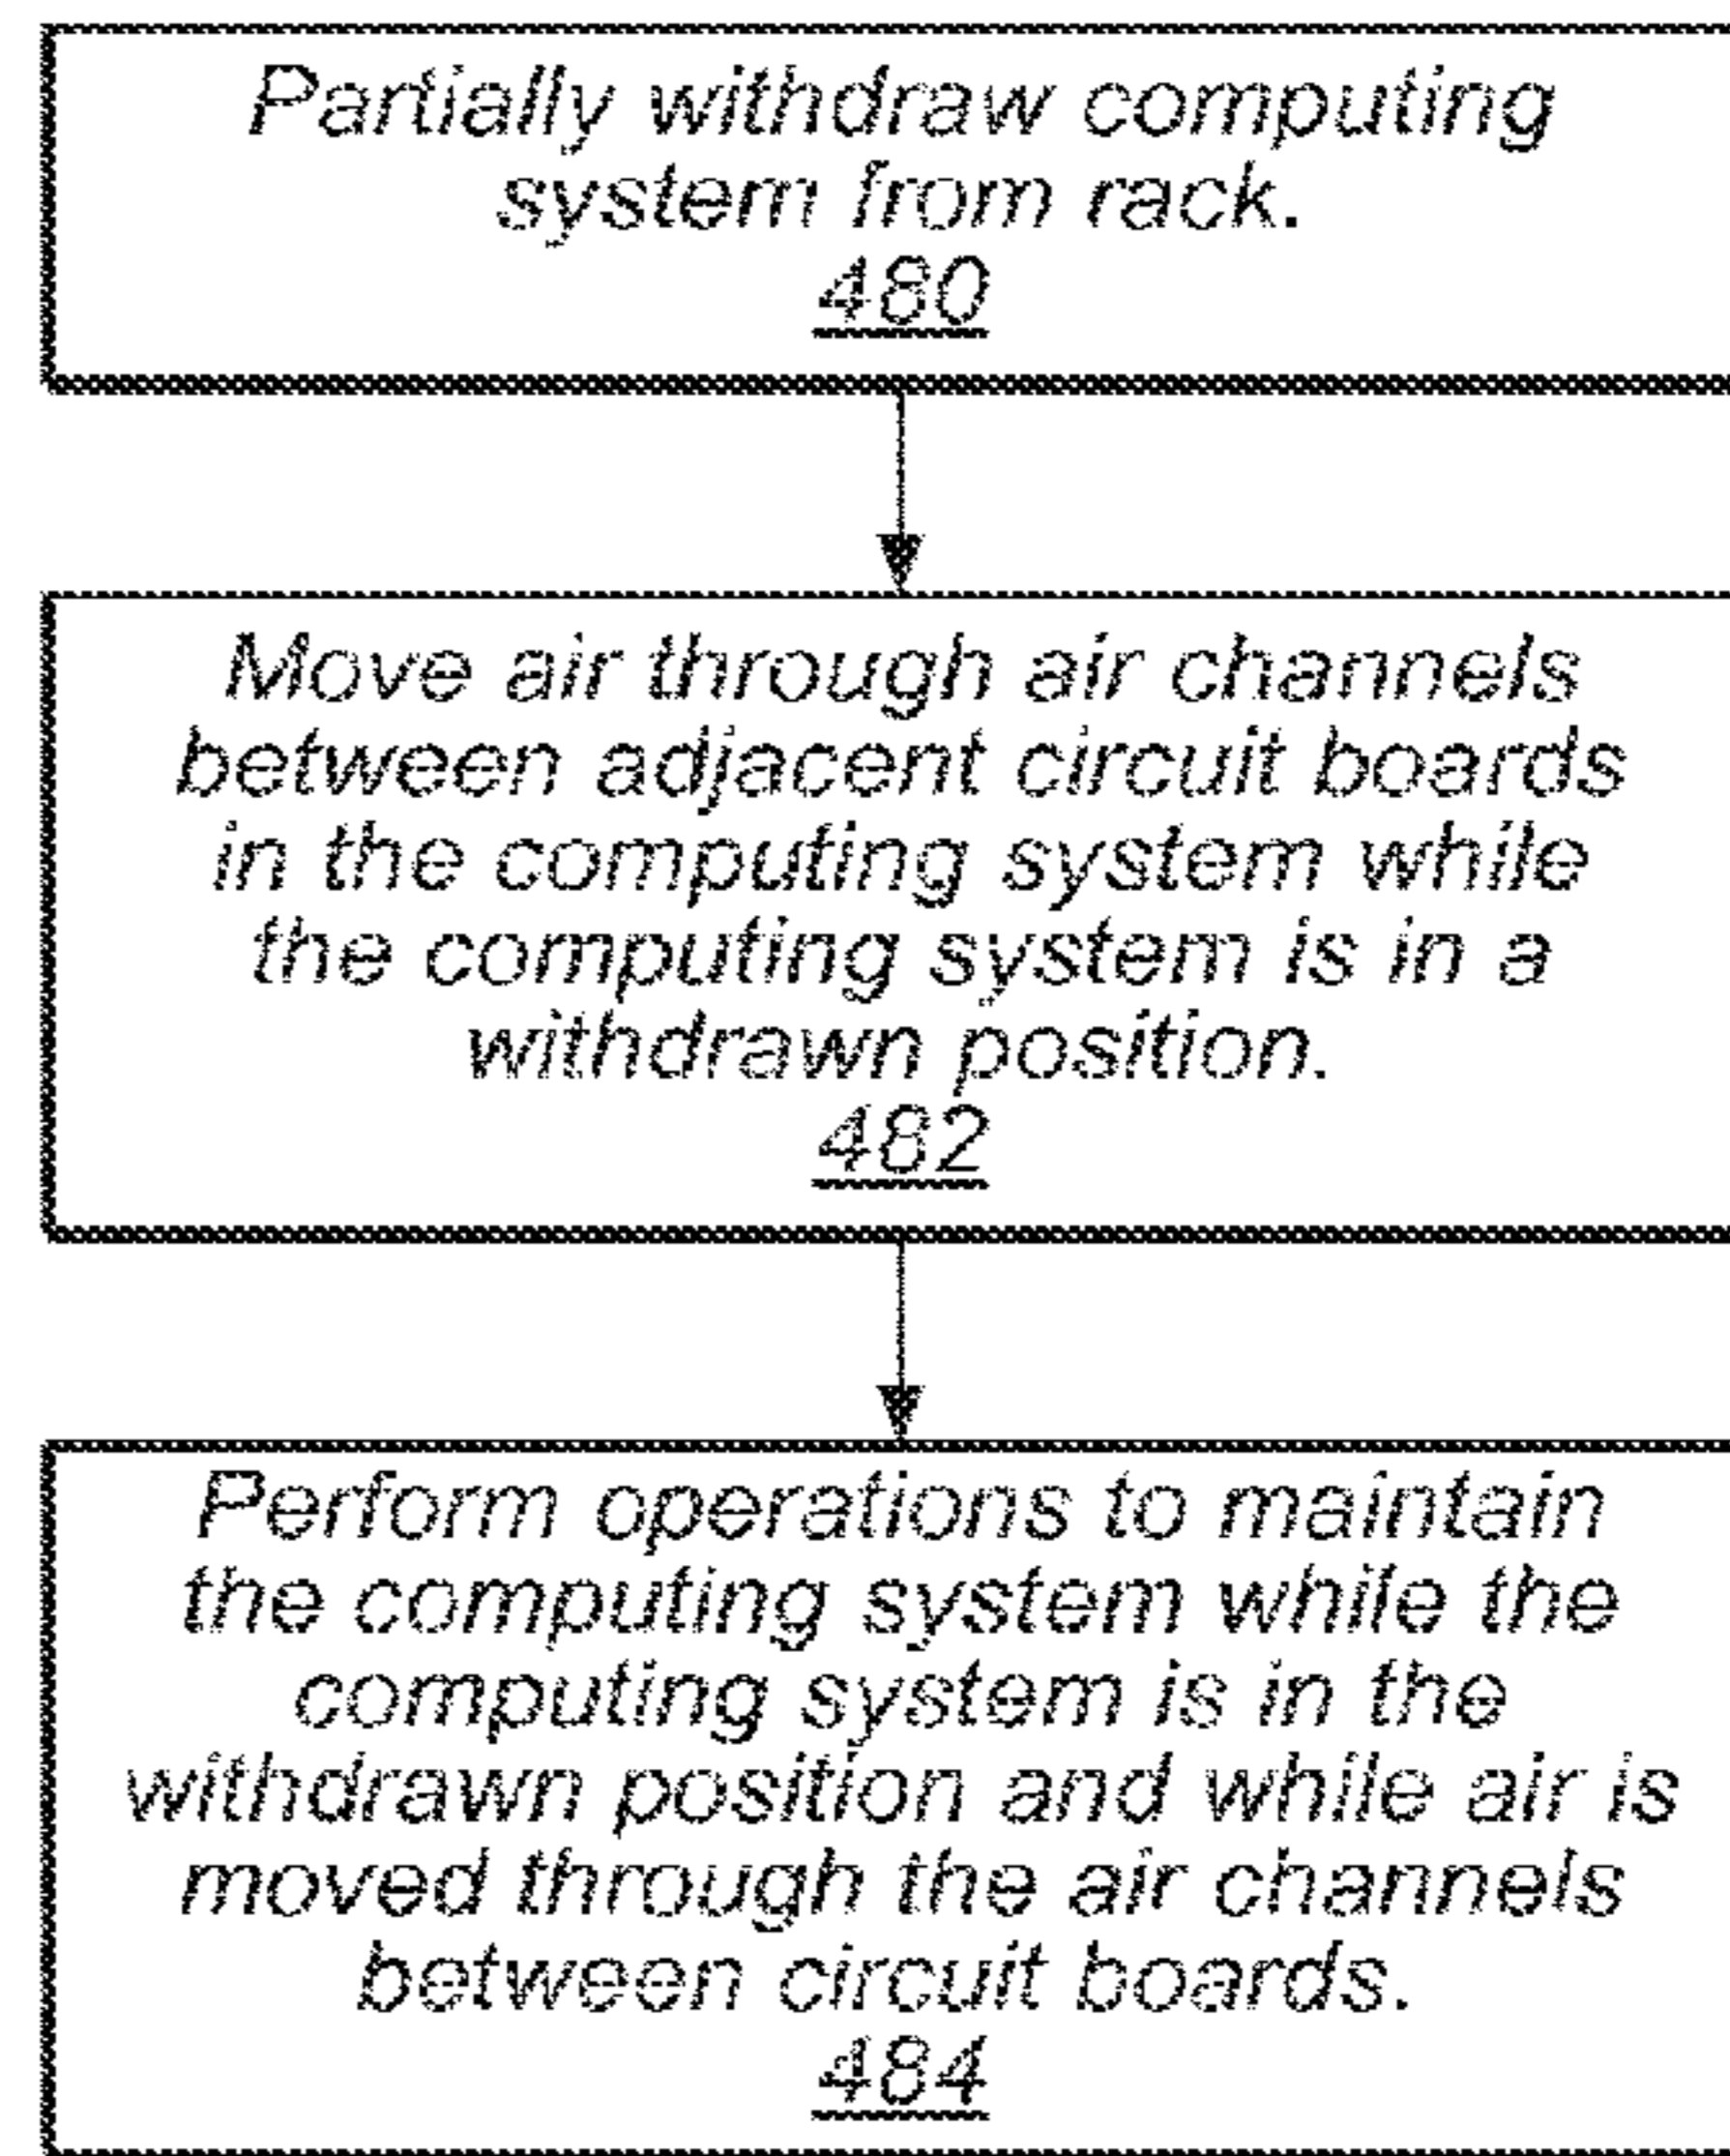 Partially withdraw computing
system from rack.
480
Move air through air channels
between adjacent circuit boards
in the computing system while
the computing system is in a
withdrawn position.
482
Perform operations to maintain
the computing system while the
computing system is in the
withdrawn position and while air is
moved through the air channels
between circuit boards.
484